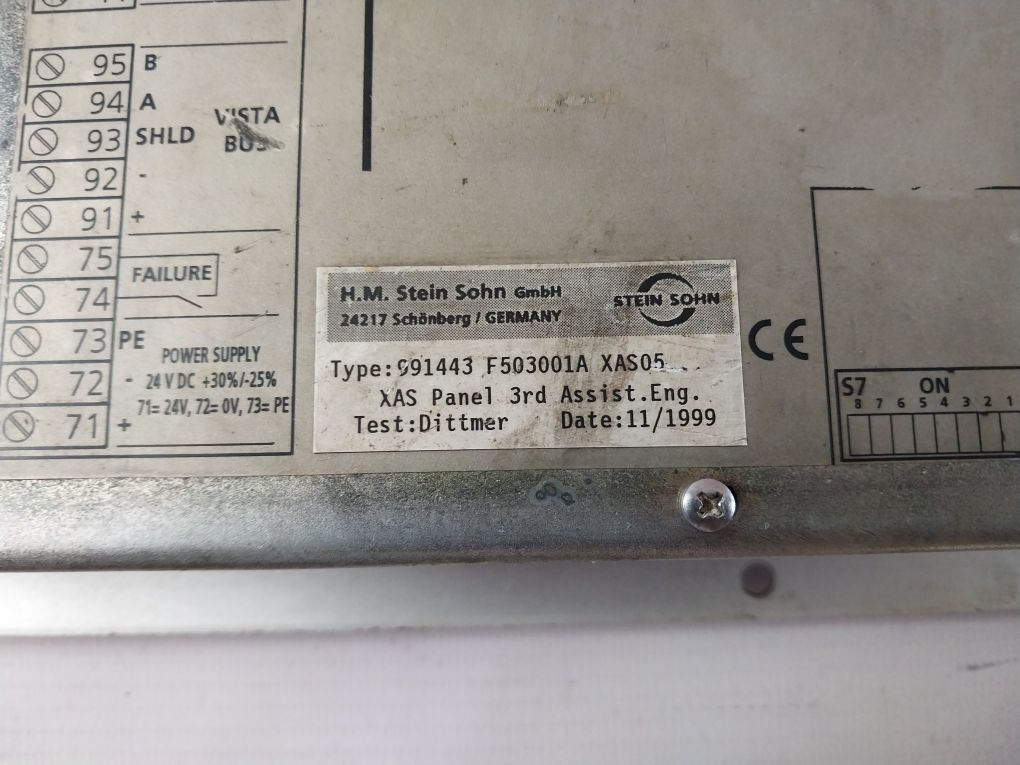 95 B
94 A
VISTA
93 SHLD
BUS
92 -
91 +
75
FAILURE
74
73 PE
POWER SUPPLY
72 - 24 V DC +30%/-25%
71= 24V, 72= 0V, 73= PE
71 +
H.M. Stein Sohn GmbH
24217 Schönberg / GERMANY
STEIN SOHN
Type:G91443 F503001A XAS05
XAS Panel 3rd Assist.Eng.
Test:Dittmer Date:11/1999
CE
S7 ON
8 7 6 5 4 3 2 1